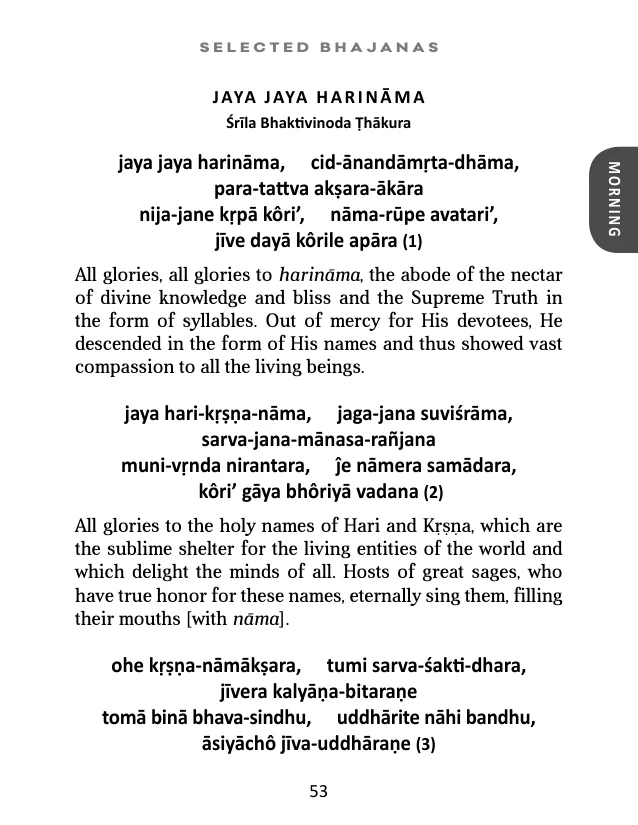 SELECTED BHAJANAS
JAYA JAYA HARINĀMA
Śrīla Bhaktivinoda Ṭhākura
jaya jaya harināma, cid-ānandāmṛta-dhāma,
para-tattva akṣara-ākāra
nija-jane kṛpā kôri’, nāma-rūpe avatari’,
jīve dayā kôrile apāra (1)
MORNING
All glories, all glories to harināma, the abode of the nectar
of divine knowledge and bliss and the Supreme Truth in
the form of syllables. Out of mercy for His devotees, He
descended in the form of His names and thus showed vast
compassion to all the living beings.
jaya hari-kṛṣṇa-nāma, jaga-jana suviśrāma,
sarva-jana-mānasa-rañjana
muni-vṛnda nirantara, ĵe nāmera samādara,
kôri’ gāya bhôriyā vadana (2)
All glories to the holy names of Hari and Kṛṣṇa, which are
the sublime shelter for the living entities of the world and
which delight the minds of all. Hosts of great sages, who
have true honor for these names, eternally sing them, filling
their mouths [with nāma].
ohe kṛṣṇa-nāmākṣara, tumi sarva-śakti-dhara,
jīvera kalyāṇa-bitaraṇe
tomā binā bhava-sindhu, uddhārite nāhi bandhu,
āsiyāchô jīva-uddhāraṇe (3)
53